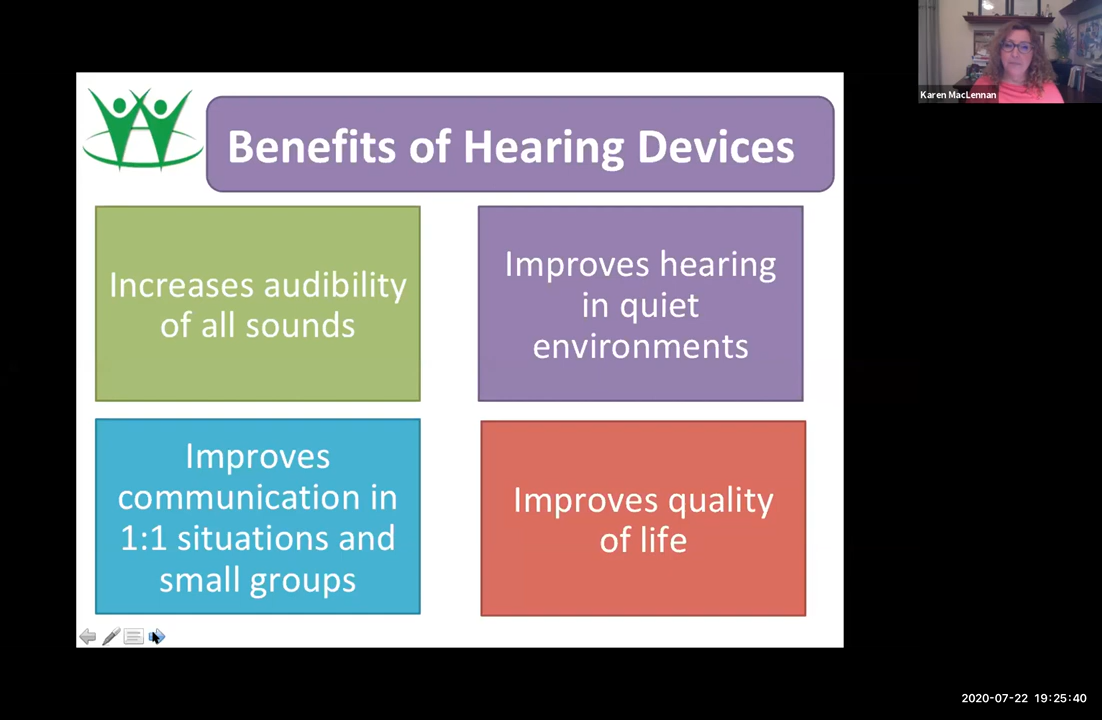 Karen MacLennan
Benefits of Hearing Devices
Increases audibility
of all sounds
Improves hearing
in quiet
environments
Improves
communication in
1:1 situations and
small groups
Improves quality
of life
2020-07-22 19:25:40